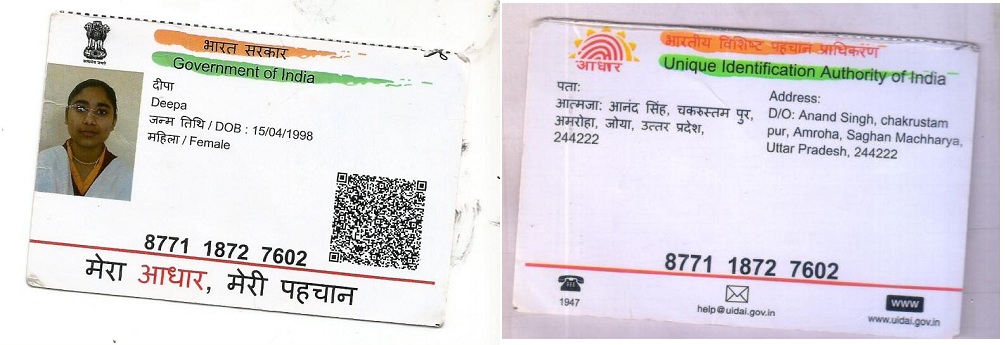 भारत सरकार
Government of India
दीपा
Deepa
जन्म तिथि / DOB : 15/04/1998
महिला / Female
8771 1872 7602
मेरा आधार, मेरी पहचान
आधार
भारतीय विशिष्ट पहचान प्राधिकरण
Unique Identification Authority of India
पता:
आत्मजा: आनंद सिंह, चकरुस्तम पुर,
अमरोहा, जोया, उत्तर प्रदेश,
244222
Address:
D/O: Anand Singh, chakrustam
pur, Amroha, Saghan Machharya,
Uttar Pradesh, 244222
8771 1872 7602
1947
help@uidai.gov.in
www
www.uidai.gov.in